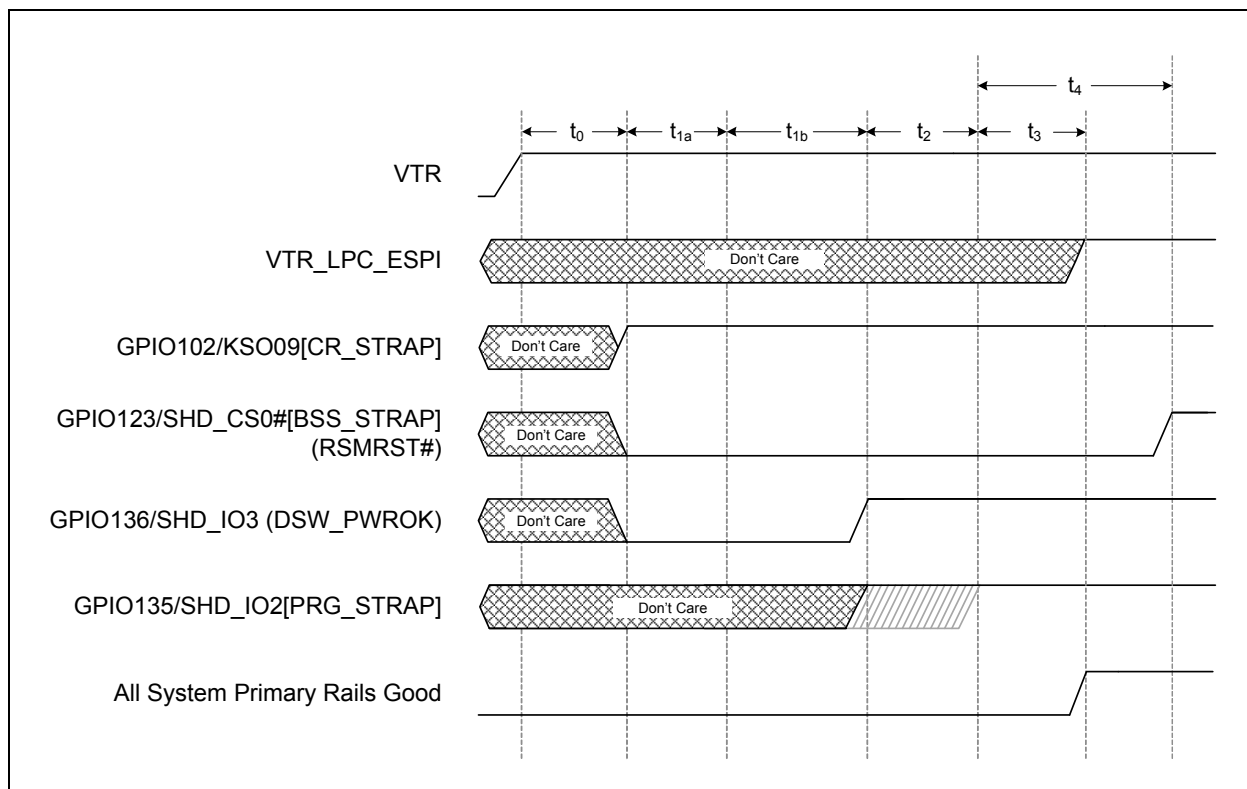 t4
t0
t1a
t1b
t2
t3
VTR
VTR_LPC_ESPI
Don't Care
GPIO102/KSO09[CR_STRAP]
Don't Care
GPIO123/SHD_CS0#[BSS_STRAP]
(RSMRST#)
Don't Care
GPIO136/SHD_IO3 (DSW_PWROK)
Don't Care
GPIO135/SHD_IO2[PRG_STRAP]
Don't Care
All System Primary Rails Good